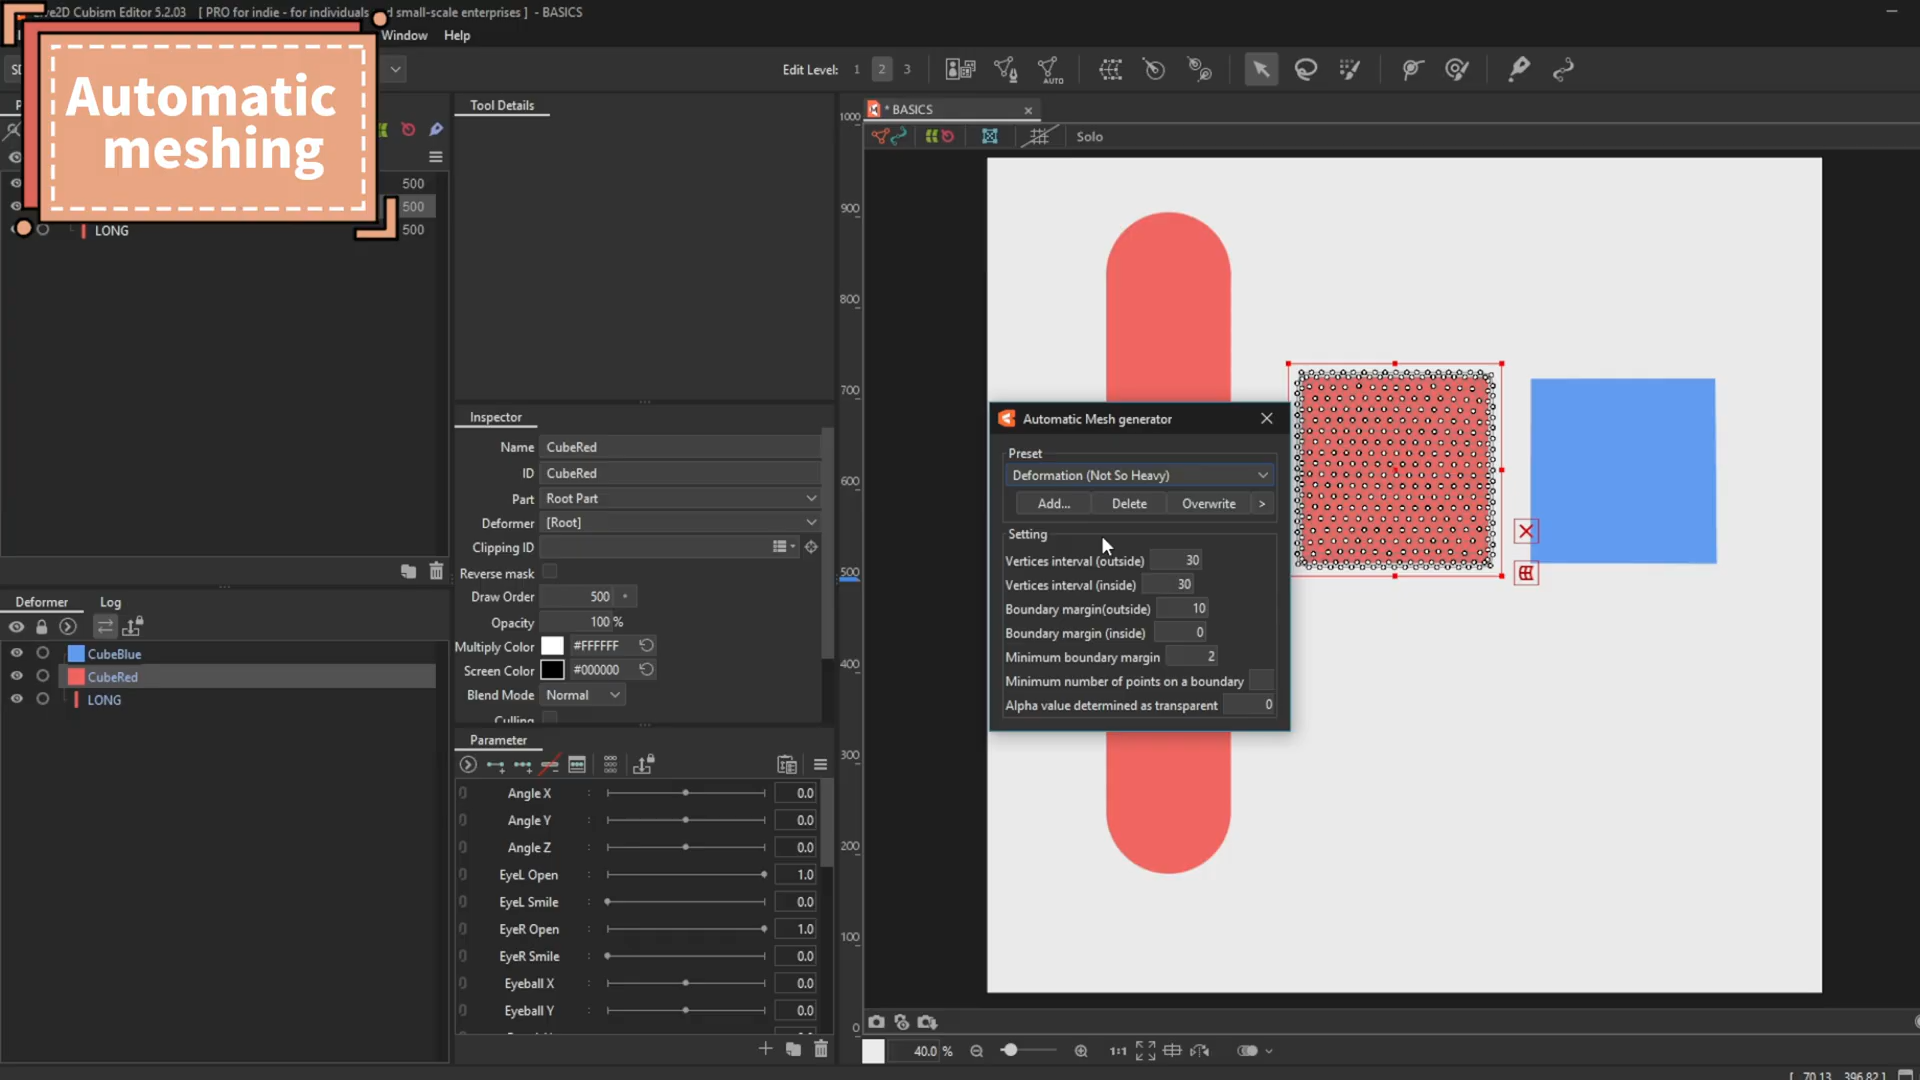 Live2D Cubism Editor 5.2.03 [ PRO for indie - for individuals and small-scale enterprises ] - BASICS
Window Help
Automatic
meshing
Edit Level: 1 2 3
AUTO
Tool Details
* BASICS
Solo
500
500
LONG 500
Inspector
Name CubeRed
ID CubeRed
Part Root Part
Deformer [Root]
Clipping ID
Reverse mask
Draw Order 500
Opacity 100 %
Multiply Color #FFFFFF
Screen Color #000000
Blend Mode Normal
Culling
Deformer Log
CubeBlue
CubeRed
LONG
Parameter
Angle X : 0.0
Angle Y : 0.0
Angle Z : 0.0
EyeL Open : 1.0
EyeL Smile : 0.0
EyeR Open : 1.0
EyeR Smile : 0.0
Eyeball X : 0.0
Eyeball Y : 0.0
1000
900
800
700
600
500
400
300
200
100
0
Automatic Mesh generator
Preset
Deformation (Not So Heavy)
Add... Delete Overwrite >
Setting
Vertices interval (outside) 30
Vertices interval (inside) 30
Boundary margin(outside) 10
Boundary margin (inside) 0
Minimum boundary margin 2
Minimum number of points on a boundary
Alpha value determined as transparent 0
40.0 % 1:1
[ 70.13 396.82 ]